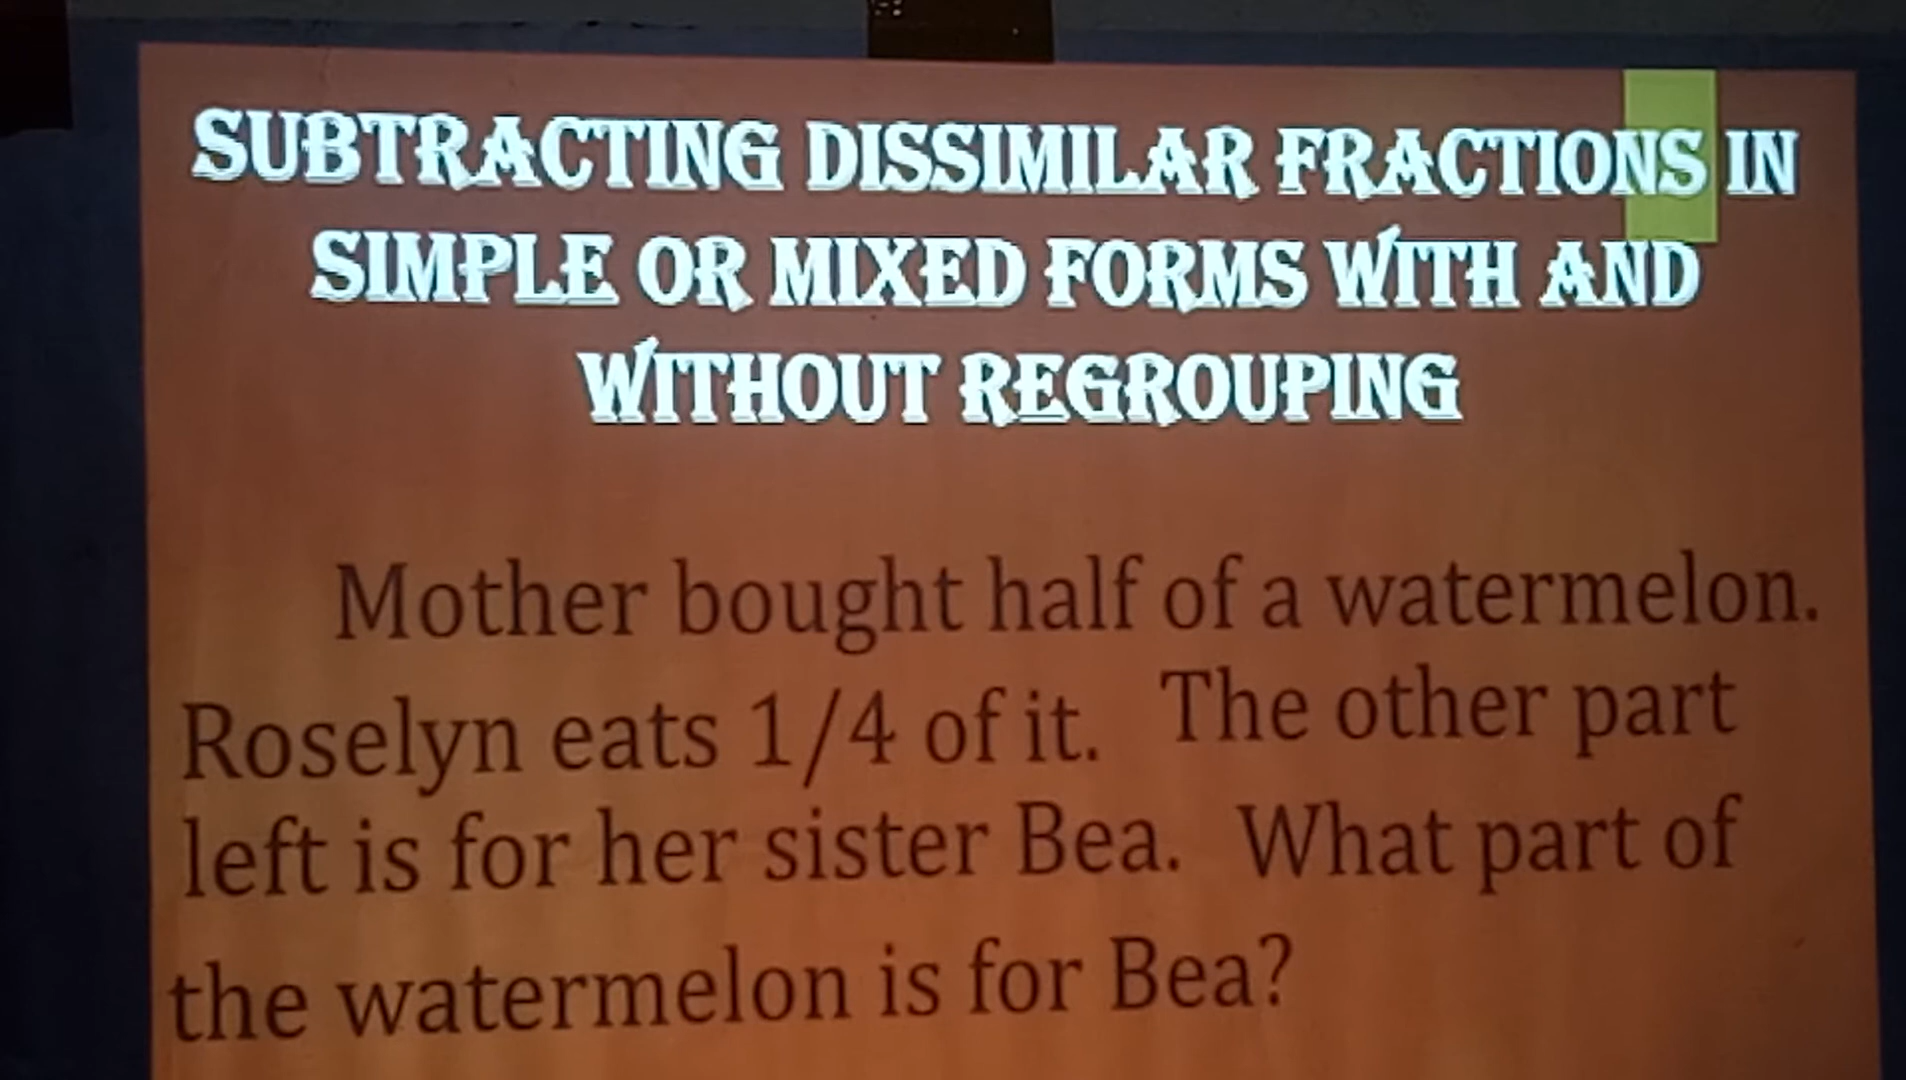 SUBTRACTING DISSIMILAR FRACTIONS IN
SIMPLE OR MIXED FORMS WITH AND
WITHOUT REGROUPING
Mother bought half of a watermelon.
Roselyn eats 1/4 of it. The other part
left is for her sister Bea. What part of
the watermelon is for Bea?